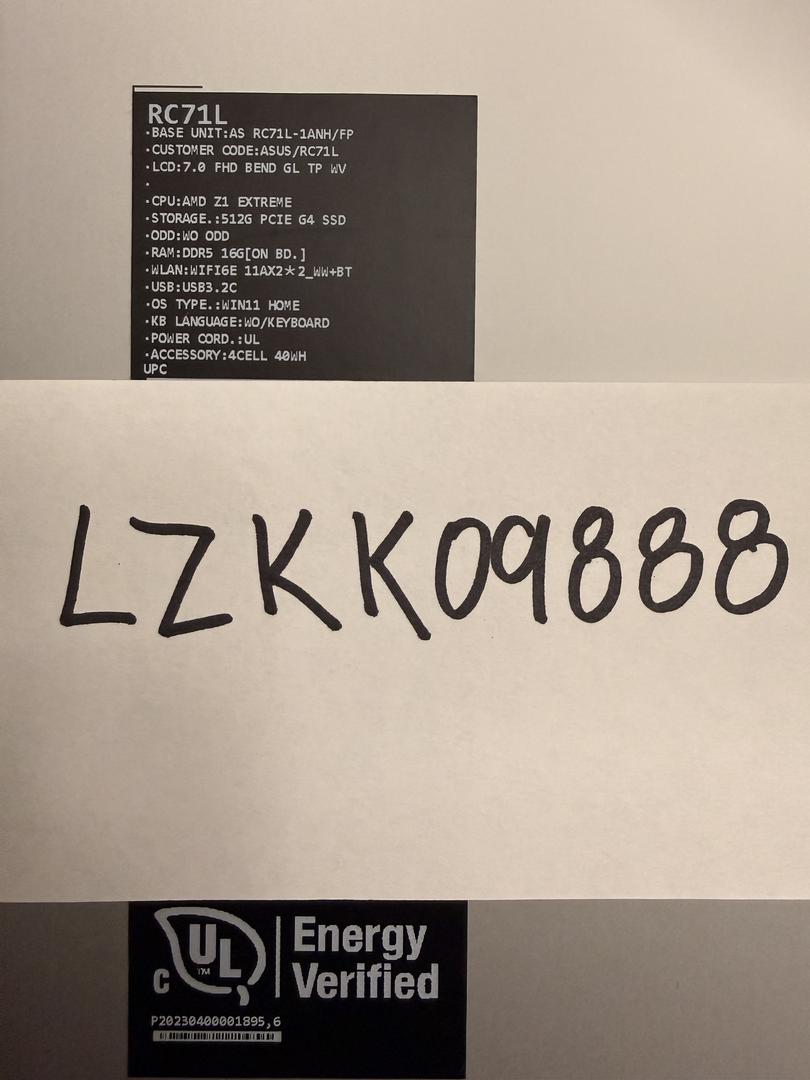 RC71L
·BASE UNIT:AS RC71L-1ANH/FP
·CUSTOMER CODE:ASUS/RC71L
·LCD:7.0 FHD BEND GL TP WV
·
·CPU:AMD Z1 EXTREME
·STORAGE.:512G PCIE G4 SSD
·ODD:WO ODD
·RAM:DDR5 16G[ON BD.]
·WLAN:WIFI6E 11AX2*2_WW+BT
·USB:USB3.2C
·OS TYPE.:WIN11 HOME
·KB LANGUAGE:WO/KEYBOARD
·POWER CORD.:UL
·ACCESSORY:4CELL 40WH
UPC
LZKK09888
C UL TM
Energy
Verified
P20230400001895,6